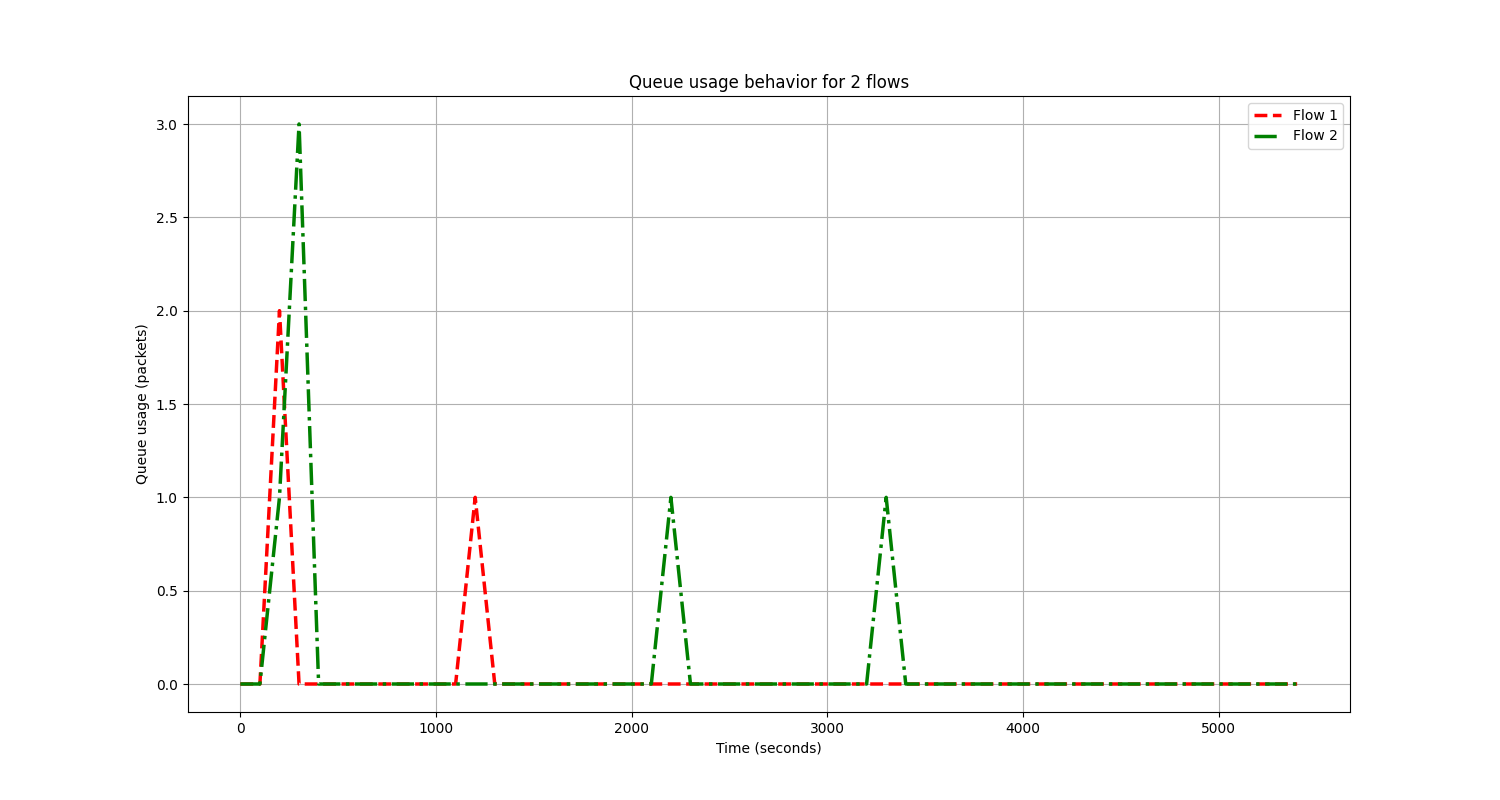 Queue usage behavior for 2 flows
Flow 1
Flow 2
Queue usage (packets)
3.0
2.5
2.0
1.5
1.0
0.5
0.0
0
1000
2000
3000
4000
5000
Time (seconds)